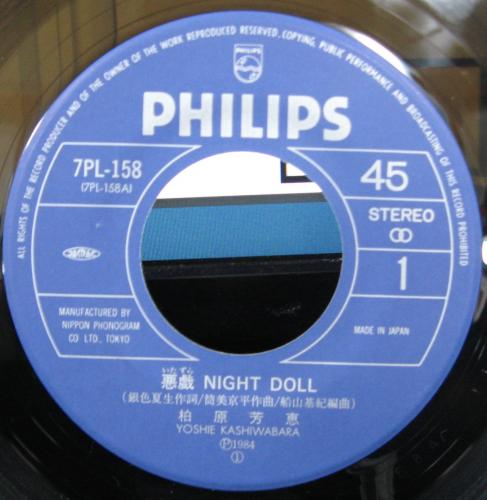 ALL RIGHTS OF THE RECORD PRODUCER AND OF THE OWNER OF THE WORK REPRODUCED RESERVED. COPYING, PUBLIC PERFORMANCE AND BROADCASTING OF THIS RECORD PROHIBITED
PHILIPS
PHILIPS
7PL-158
(7PL-158A)
45
STEREO
1
MANUFACTURED BY
NIPPON PHONOGRAM
CO LTD., TOKYO
MADE IN JAPAN
いたずら
悪戯 NIGHT DOLL
(銀色夏生作詞/筒美京平作曲/船山基紀編曲)
柏原芳恵
YOSHIE KASHIWABARA
Ⓟ1984
①